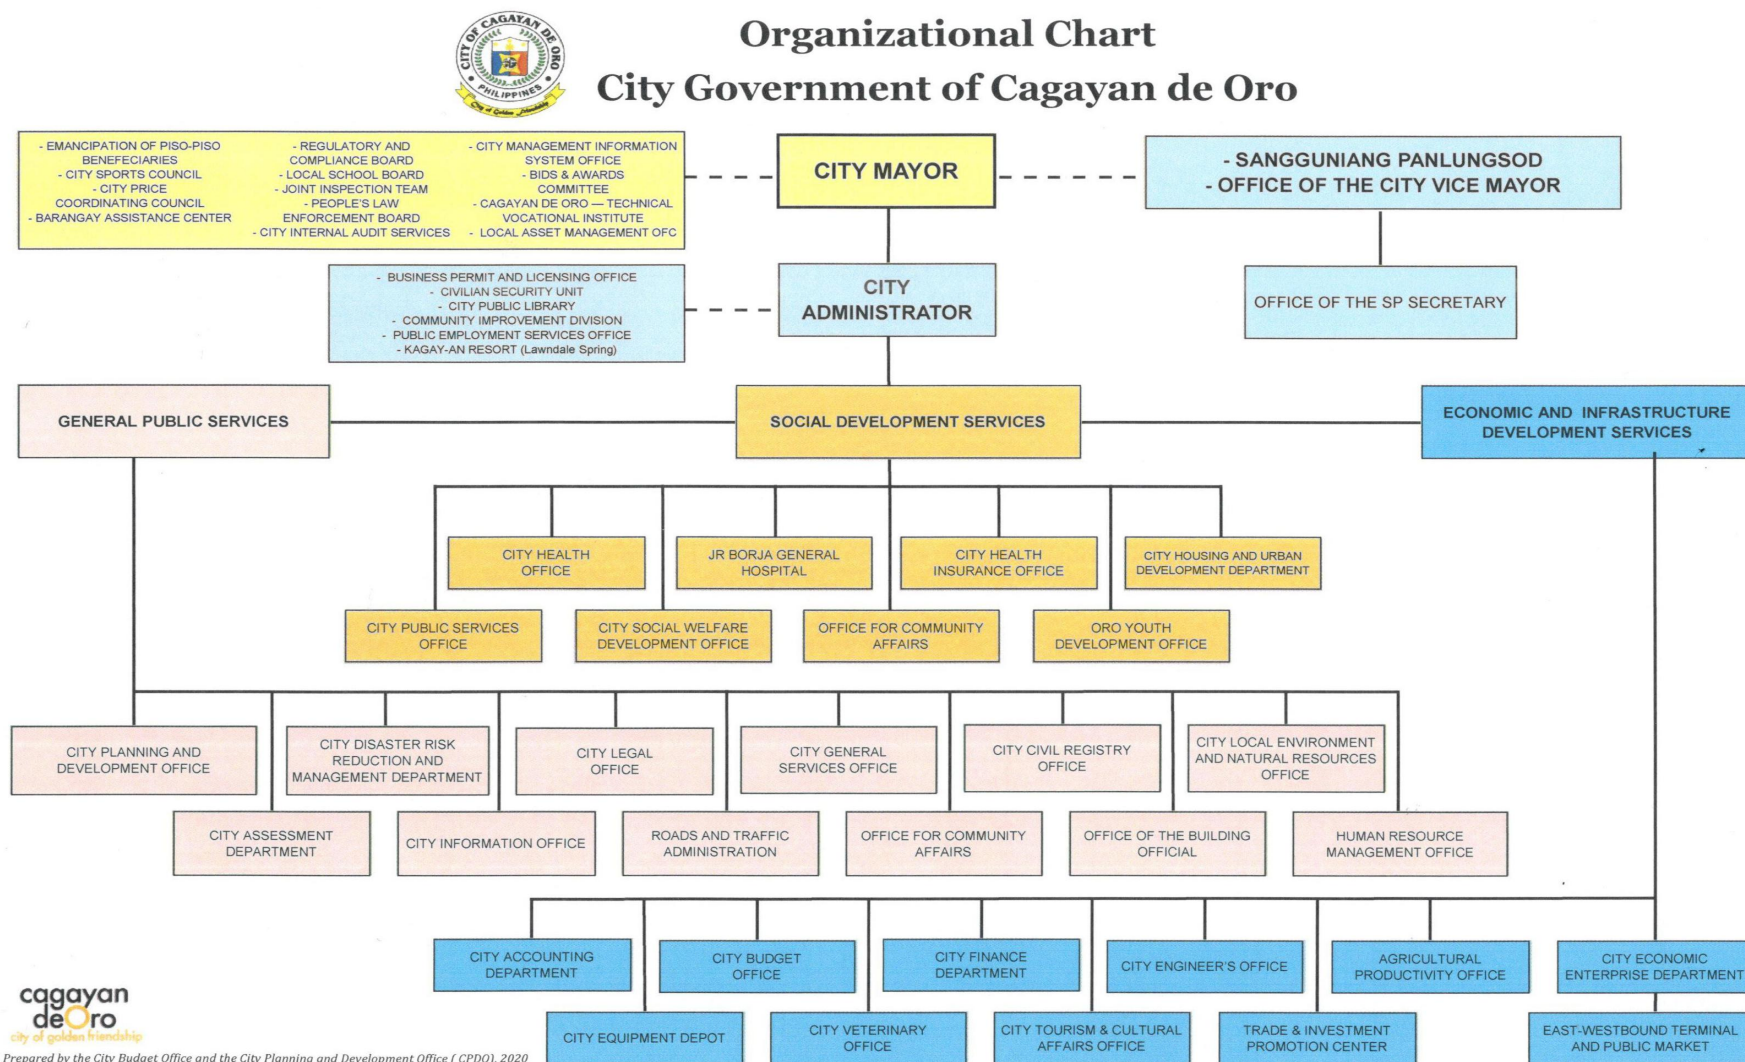 Organizational Chart
City Government of Cagayan de Oro
CITY OF CAGAYAN DE ORO
PHILIPPINES
City of Golden Friendship
- EMANCIPATION OF PISO-PISO
BENEFECIARIES
- CITY SPORTS COUNCIL
- CITY PRICE
COORDINATING COUNCIL
- BARANGAY ASSISTANCE CENTER
- REGULATORY AND
COMPLIANCE BOARD
- LOCAL SCHOOL BOARD
- JOINT INSPECTION TEAM
- PEOPLE'S LAW
ENFORCEMENT BOARD
- CITY INTERNAL AUDIT SERVICES
- CITY MANAGEMENT INFORMATION
SYSTEM OFFICE
- BIDS & AWARDS
COMMITTEE
- CAGAYAN DE ORO — TECHNICAL
VOCATIONAL INSTITUTE
- LOCAL ASSET MANAGEMENT OFC
CITY MAYOR
- SANGGUNIANG PANLUNGSOD
- OFFICE OF THE CITY VICE MAYOR
- BUSINESS PERMIT AND LICENSING OFFICE
- CIVILIAN SECURITY UNIT
- CITY PUBLIC LIBRARY
- COMMUNITY IMPROVEMENT DIVISION
- PUBLIC EMPLOYMENT SERVICES OFFICE
- KAGAY-AN RESORT (Lawndale Spring)
CITY
ADMINISTRATOR
OFFICE OF THE SP SECRETARY
GENERAL PUBLIC SERVICES
SOCIAL DEVELOPMENT SERVICES
ECONOMIC AND INFRASTRUCTURE
DEVELOPMENT SERVICES
CITY HEALTH
OFFICE
JR BORJA GENERAL
HOSPITAL
CITY HEALTH
INSURANCE OFFICE
CITY HOUSING AND URBAN
DEVELOPMENT DEPARTMENT
CITY PUBLIC SERVICES
OFFICE
CITY SOCIAL WELFARE
DEVELOPMENT OFFICE
OFFICE FOR COMMUNITY
AFFAIRS
ORO YOUTH
DEVELOPMENT OFFICE
CITY PLANNING AND
DEVELOPMENT OFFICE
CITY DISASTER RISK
REDUCTION AND
MANAGEMENT DEPARTMENT
CITY LEGAL
OFFICE
CITY GENERAL
SERVICES OFFICE
CITY CIVIL REGISTRY
OFFICE
CITY LOCAL ENVIRONMENT
AND NATURAL RESOURCES
OFFICE
CITY ASSESSMENT
DEPARTMENT
CITY INFORMATION OFFICE
ROADS AND TRAFFIC
ADMINISTRATION
OFFICE FOR COMMUNITY
AFFAIRS
OFFICE OF THE BUILDING
OFFICIAL
HUMAN RESOURCE
MANAGEMENT OFFICE
CITY ACCOUNTING
DEPARTMENT
CITY BUDGET
OFFICE
CITY FINANCE
DEPARTMENT
CITY ENGINEER'S OFFICE
AGRICULTURAL
PRODUCTIVITY OFFICE
CITY ECONOMIC
ENTERPRISE DEPARTMENT
CITY EQUIPMENT DEPOT
CITY VETERINARY
OFFICE
CITY TOURISM & CULTURAL
AFFAIRS OFFICE
TRADE & INVESTMENT
PROMOTION CENTER
EAST-WESTBOUND TERMINAL
AND PUBLIC MARKET
cagayan
deOro
city of golden friendship
Prepared by the City Budget Office and the City Planning and Development Office ( CPDO), 2020